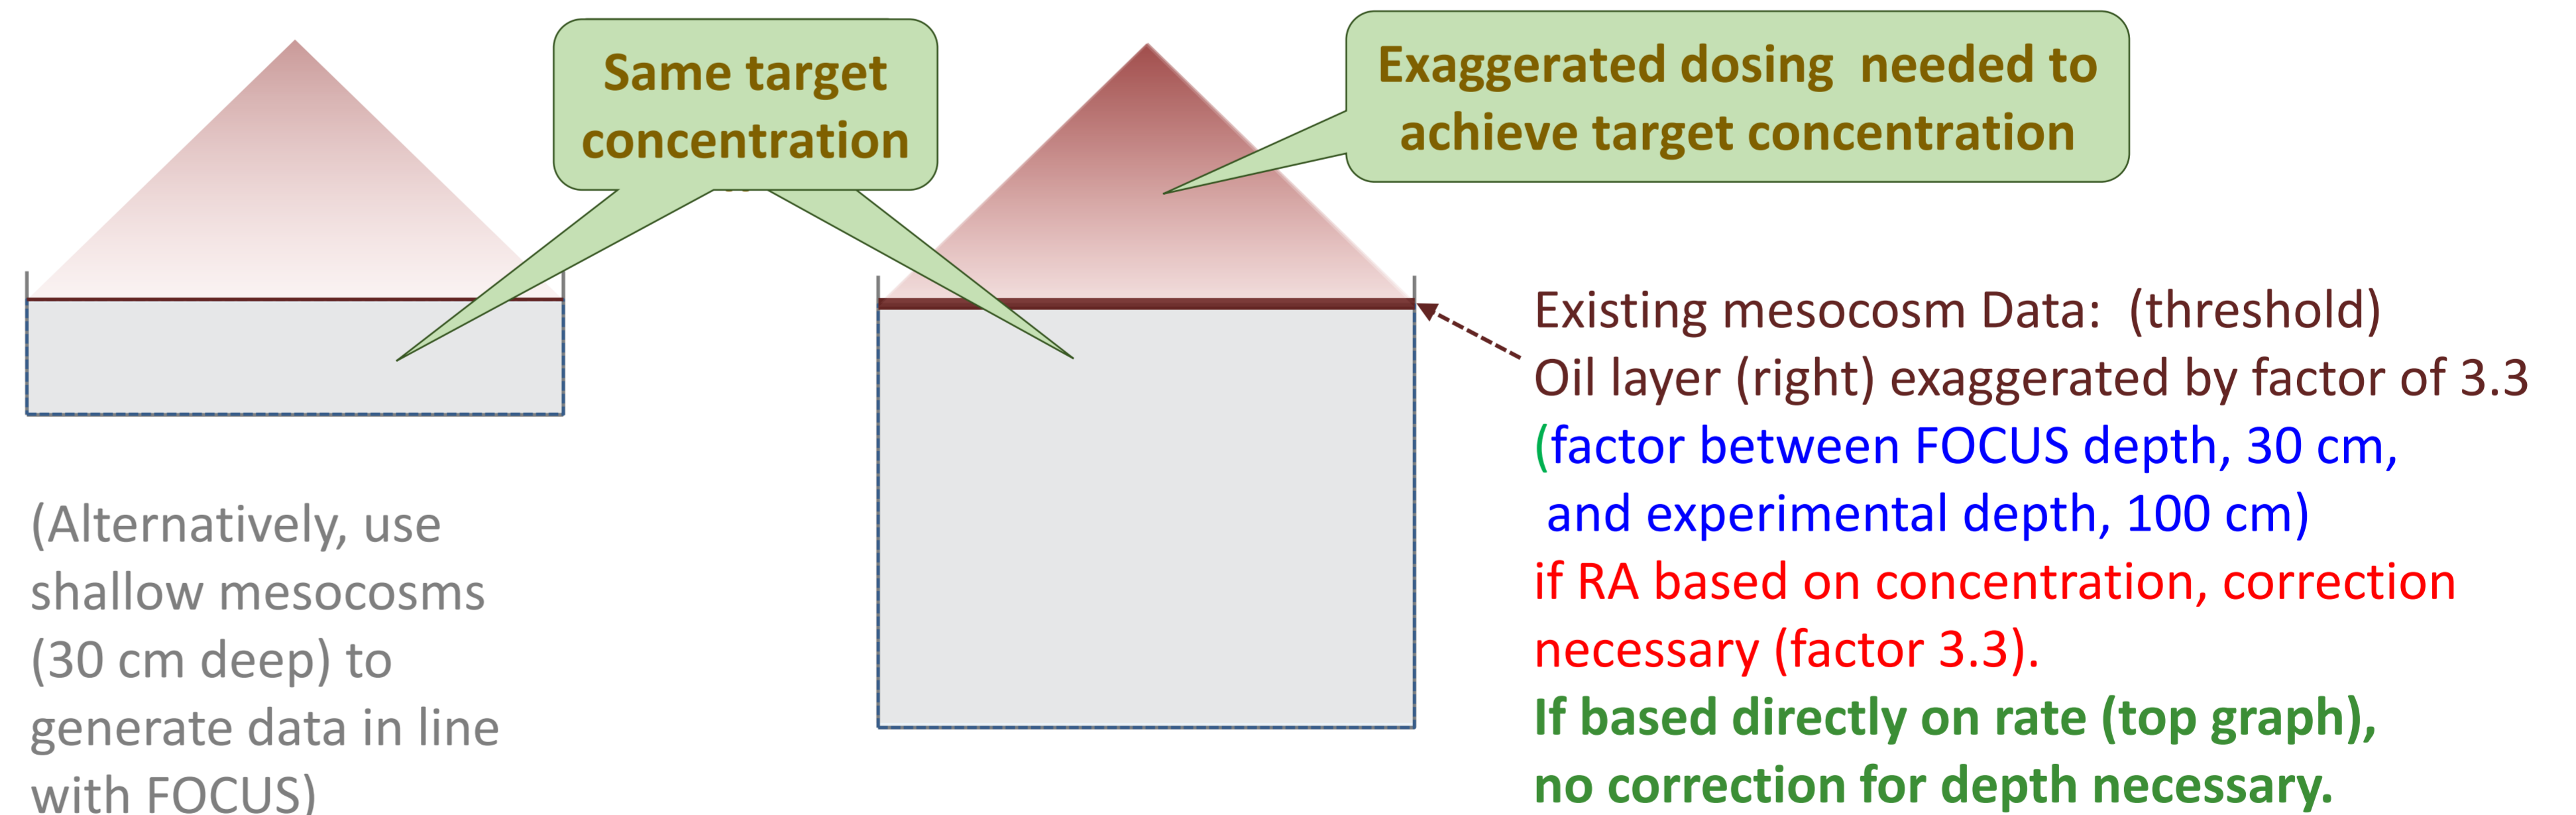 Same target
concentration
Exaggerated dosing  needed to
achieve target concentration
Existing mesocosm Data:  (threshold)
Oil layer (right) exaggerated by factor of 3.3
(factor between FOCUS depth, 30 cm,
and experimental depth, 100 cm)
if RA based on concentration, correction
necessary (factor 3.3).
If based directly on rate (top graph),
no correction for depth necessary.
(Alternatively, use
shallow mesocosms
(30 cm deep) to
generate data in line
with FOCUS)